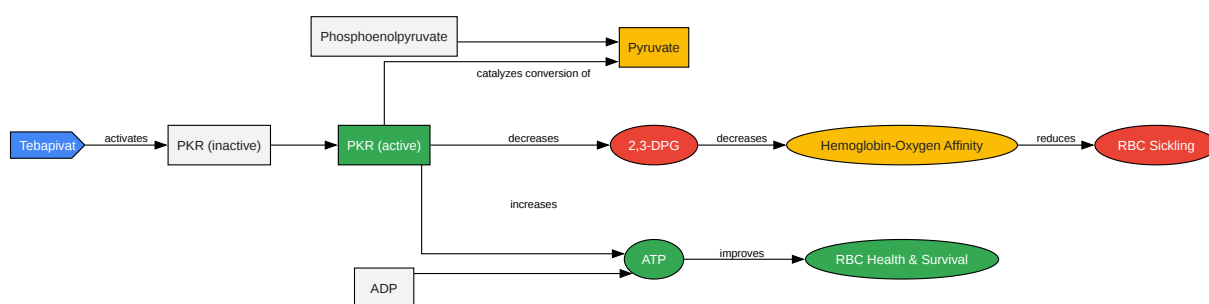 Phosphoenolpyruvate
Pyruvate
catalyzes conversion of
Tebapivat
activates
PKR (inactive)
PKR (active)
decreases
2,3-DPG
decreases
Hemoglobin-Oxygen Affinity
reduces
RBC Sickling
increases
ATP
improves
RBC Health & Survival
ADP